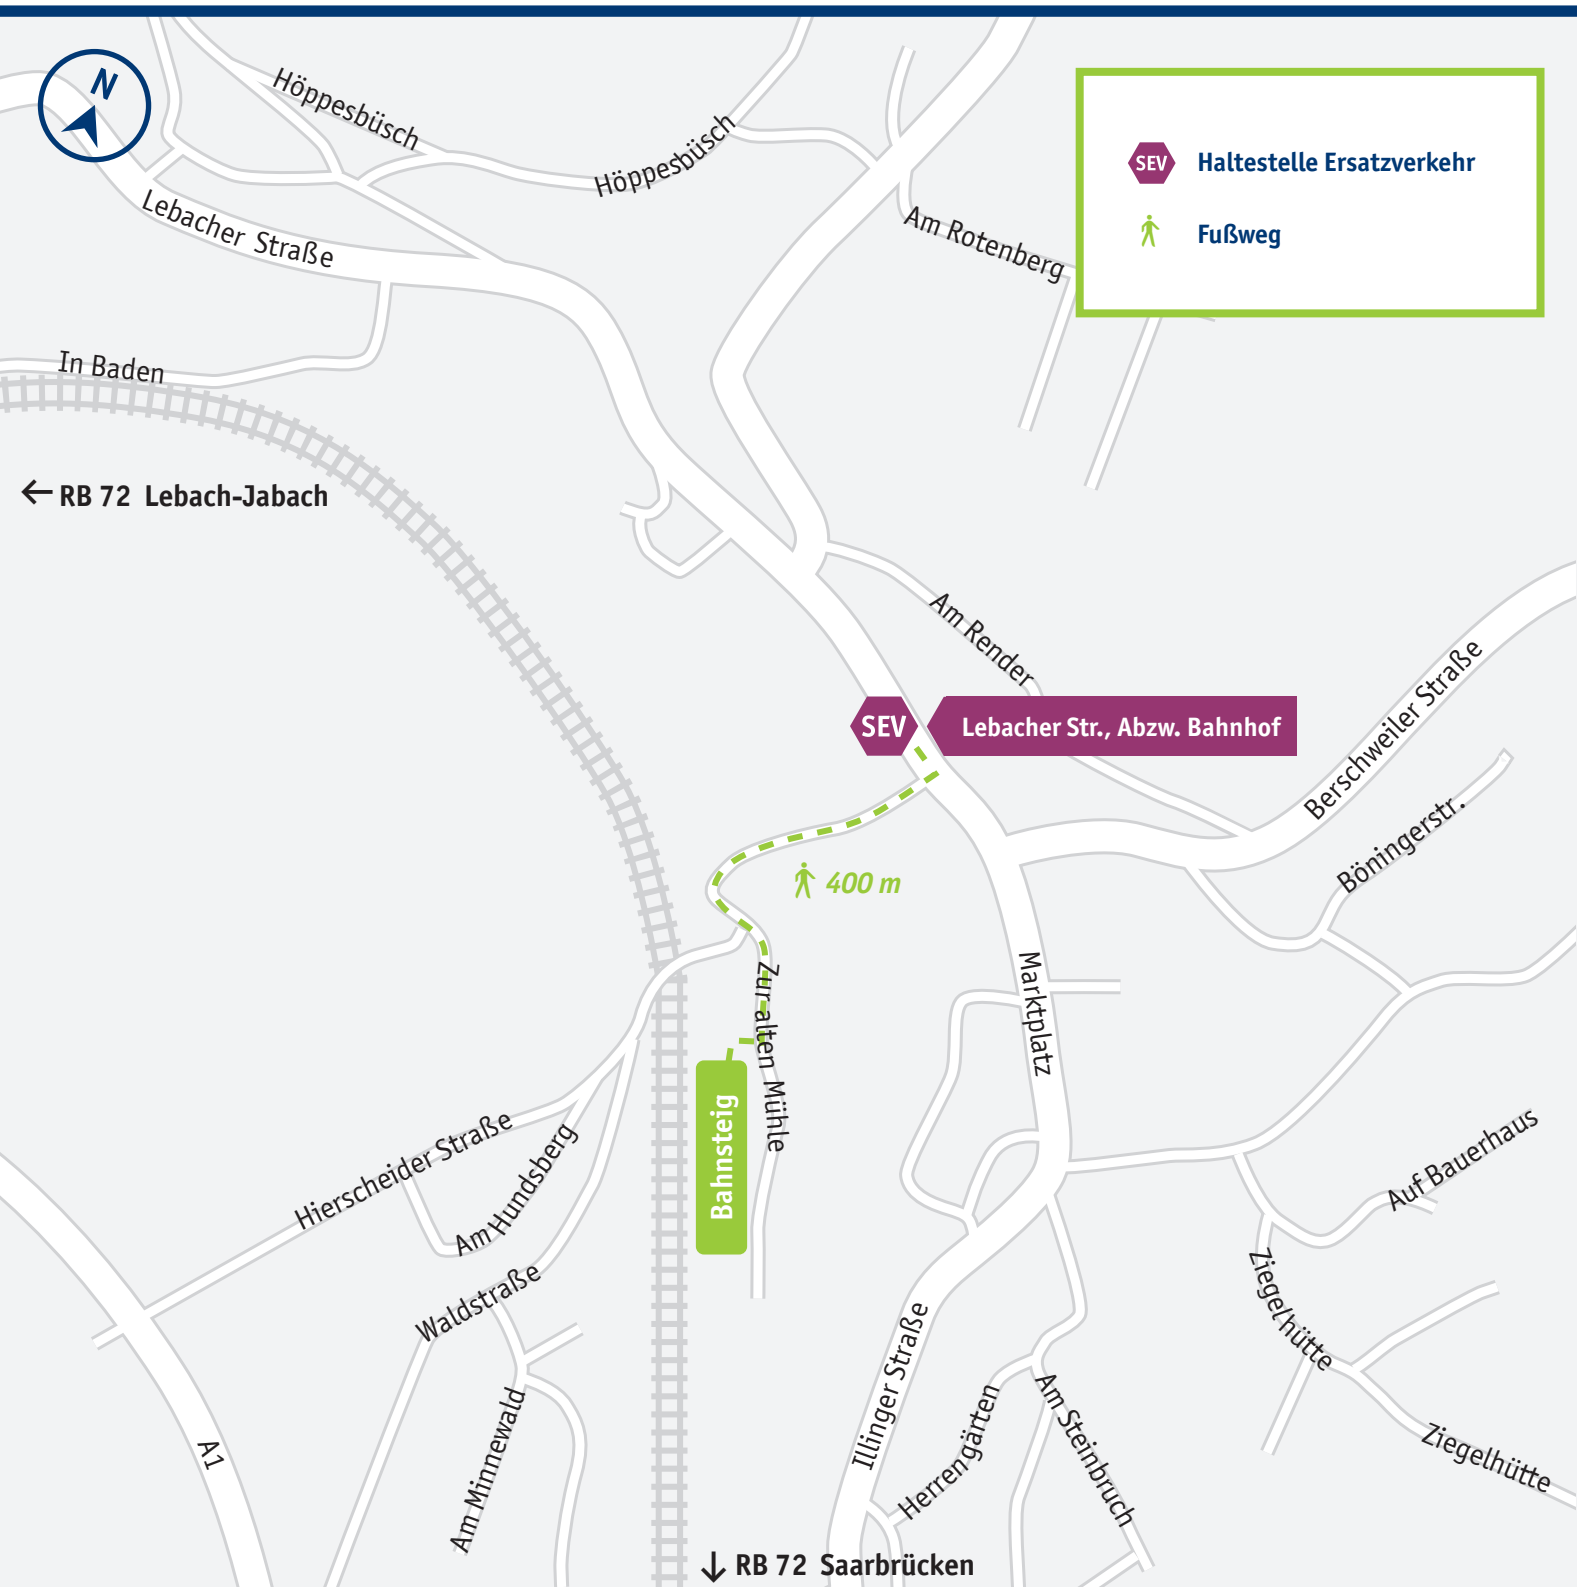 N
Höppesbüsch
Höppesbüsch
SEV Haltestelle Ersatzverkehr
Fußweg
Lebacher Straße
Am Rotenberg
In Baden
← RB 72 Lebach-Jabach
Am Render
SEV Lebacher Str., Abzw. Bahnhof
Berschweiler Straße
Böningerstr.
400 m
Marktplatz
Zur alten Mühle
Bahnsteig
Hierscheider Straße
Am Hundsberg
Auf Bauerhaus
Waldstraße
Ziegelhütte
Illinger Straße
Am Steinbruch
Herrengärten
Am Minnewald
A1
Ziegelhütte
↓ RB 72 Saarbrücken